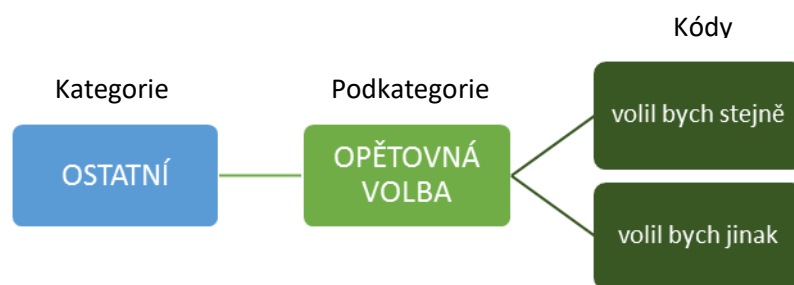 Kódy
Kategorie
Podkategorie
volil bych stejně
OSTATNÍ
OPĚTOVNÁ
VOLBA
volil bych jinak